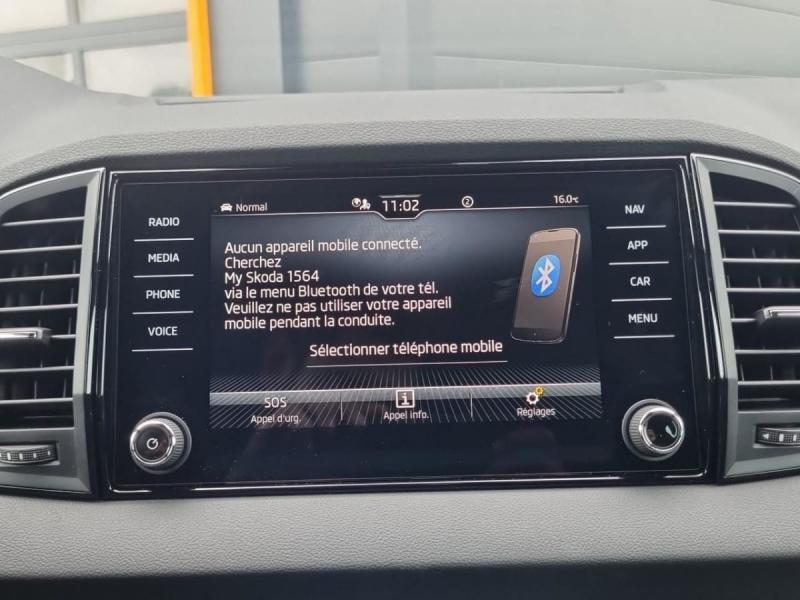 RADIO
MEDIA
PHONE
VOICE
Normal
11:02
2
16.0°C
Aucun appareil mobile connecté.
Cherchez
My Skoda 1564
via le menu Bluetooth de votre tél.
Veuillez ne pas utiliser votre appareil
mobile pendant la conduite.
Sélectionner téléphone mobile
SOS
Appel d'urg.
i
Appel info.
Réglages
NAV
APP
CAR
MENU